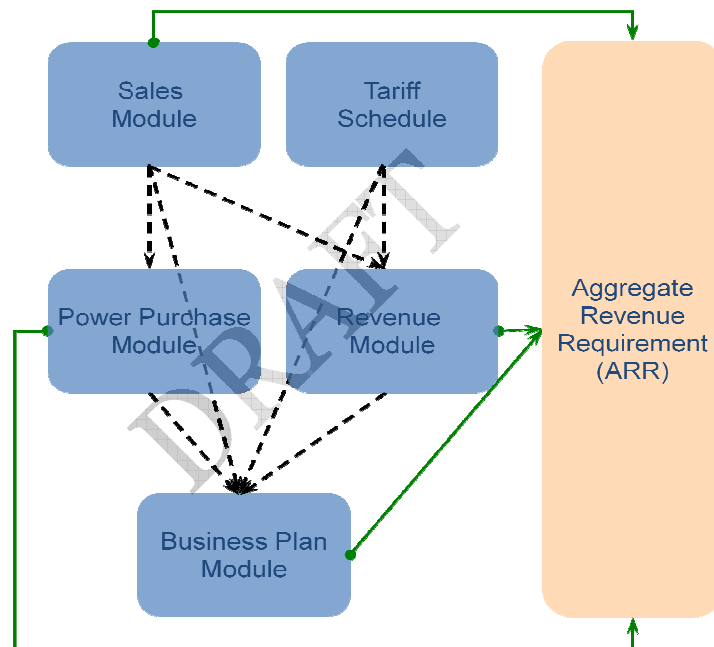 Sales
Module
Tariff
Schedule
Power Purchase
Module
Revenue
Module
Aggregate
Revenue
Requirement
(ARR)
Business Plan
Module
DRAFT